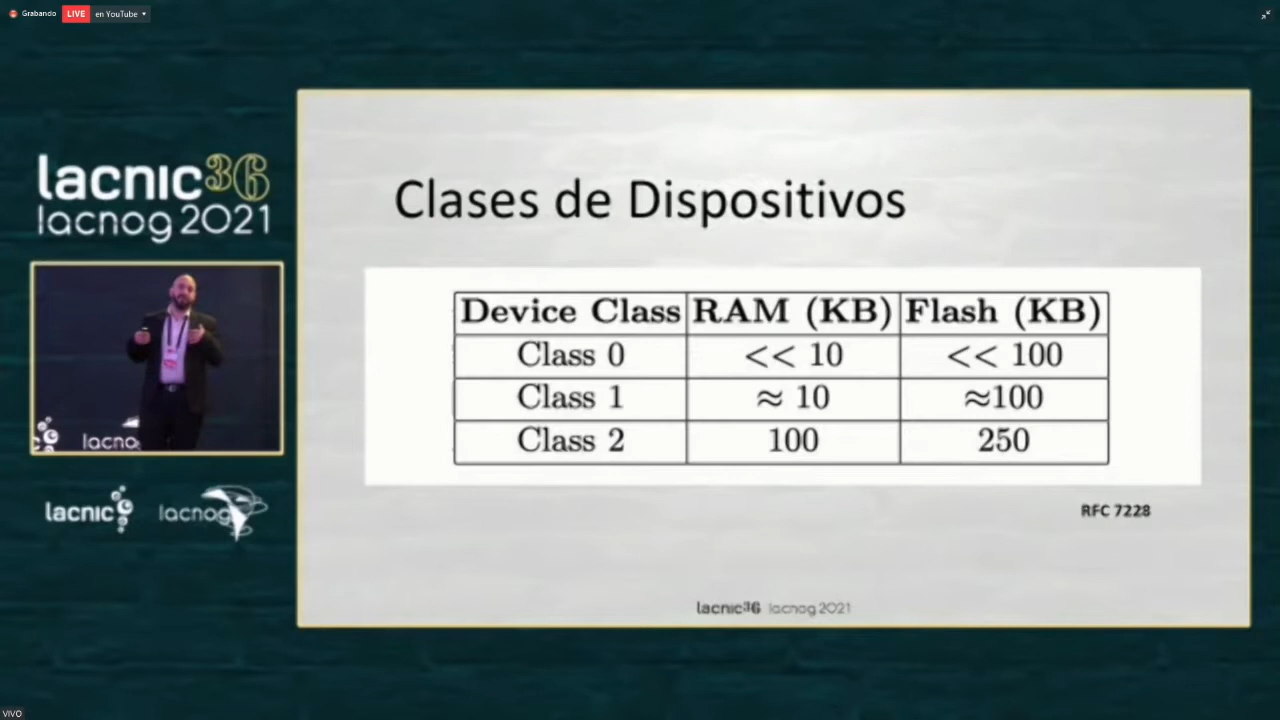 Grabando LIVE en YouTube
lacnic36
lacnog 2021
Clases de Dispositivos
Device Class RAM (KB) Flash (KB)
Class 0 << 10 << 100
Class 1 ≈ 10 ≈100
Class 2 100 250
RFC 7228
lacnic36 lacnog 2021
lacno
lacnic lacnog
VIVO